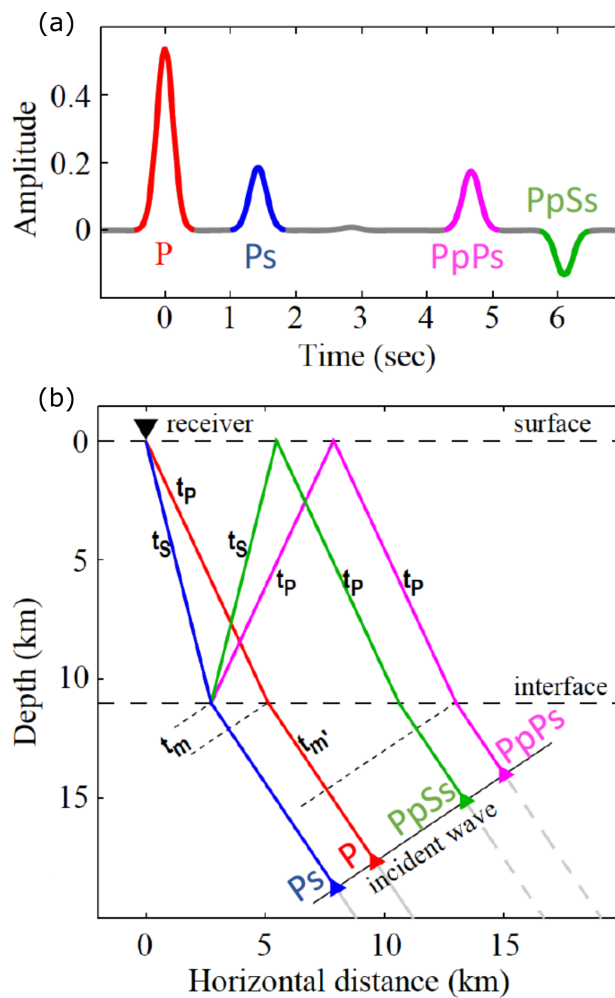 (a)
Amplitude
0.4
0.2
0
P
Ps
PpPs
PpSs
0 1 2 3 4 5 6
Time (sec)
(b)
receiver
surface
0
5
10
15
Depth (km)
tP
tS
tS
tP
tP
tP
interface
tm
tm'
Ps
P
PpSs
PpPs
incident wave
0 5 10 15
Horizontal distance (km)